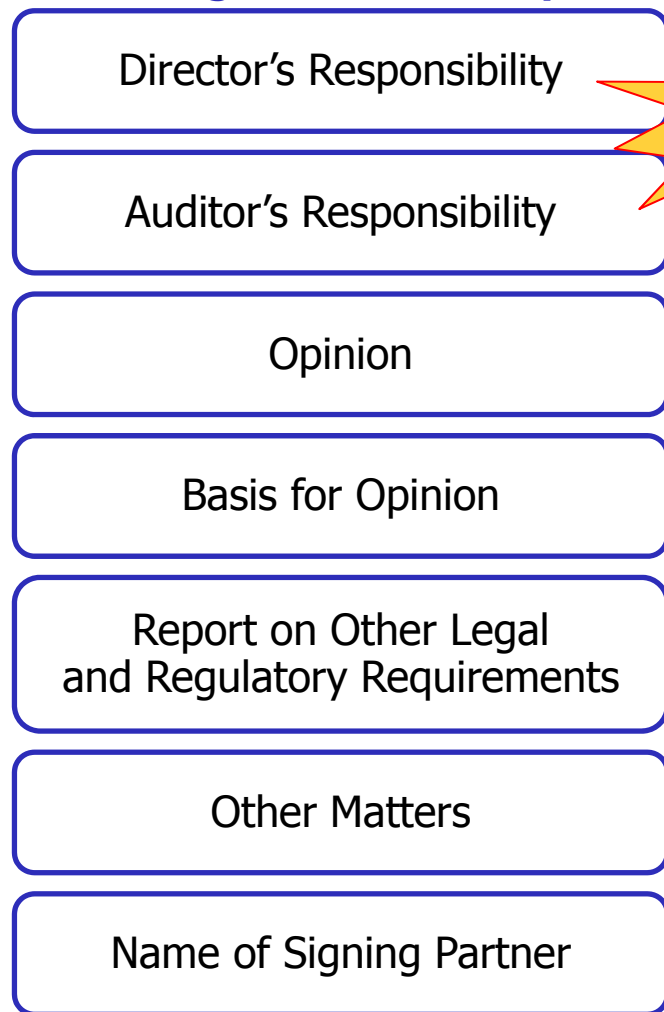 Director’s Responsibility
Auditor’s Responsibility
Opinion
Basis for Opinion
Report on Other Legal
and Regulatory Requirements
Other Matters
Name of Signing Partner